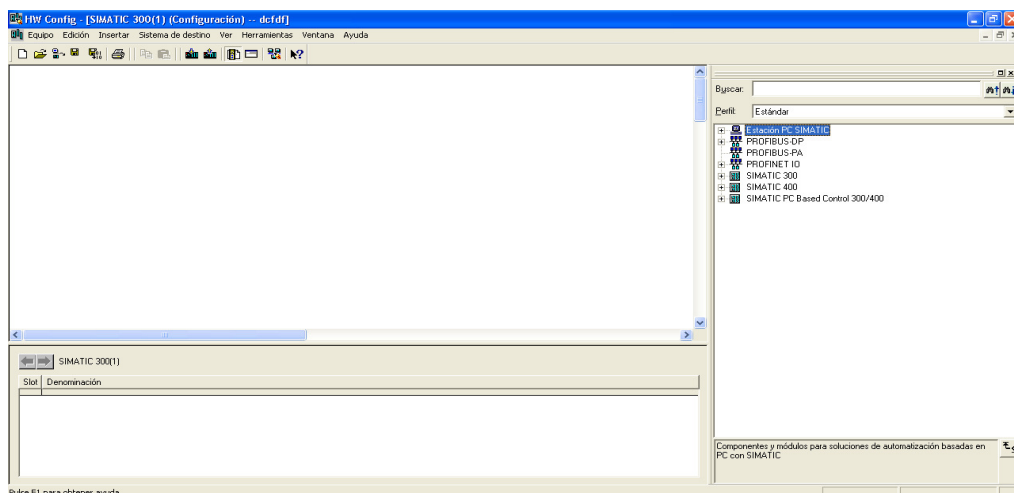 HW Config - [SIMATIC 300(1) (Configuración) -- dcfdf]
Equipo Edición Insertar Sistema de destino Ver Herramientas Ventana Ayuda
Buscar:
Perfil: Estándar
Estación PC SIMATIC
PROFIBUS-DP
PROFIBUS-PA
PROFINET IO
SIMATIC 300
SIMATIC 400
SIMATIC PC Based Control 300/400
SIMATIC 300(1)
Slot Denominación
Componentes y módulos para soluciones de automatización basadas en
PC con SIMATIC
Pulse F1 para obtener ayuda.